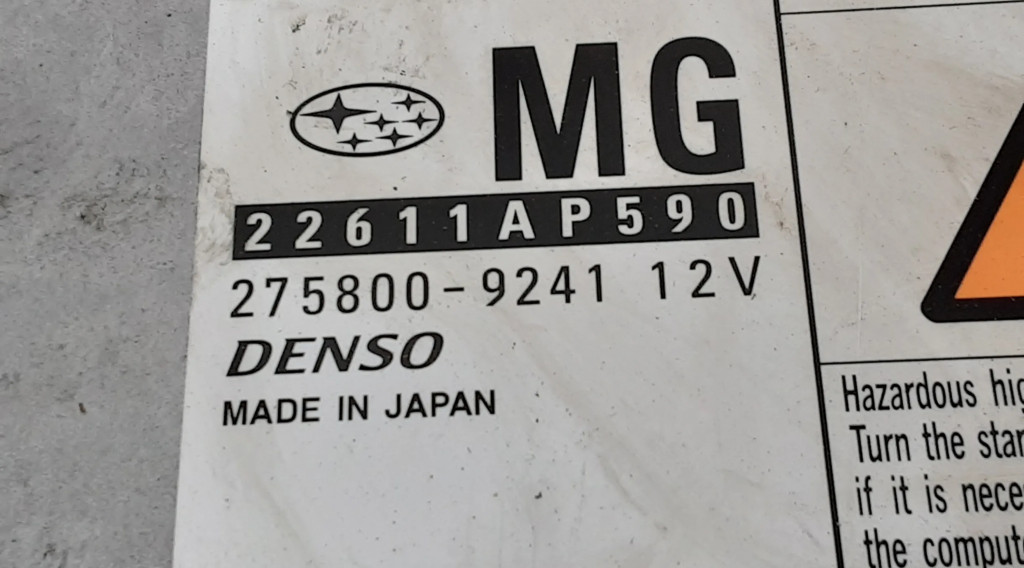 MG
22611AP590
275800-9241 12V
DENSO
MADE IN JAPAN
Hazardous
Turn the
if it is
the